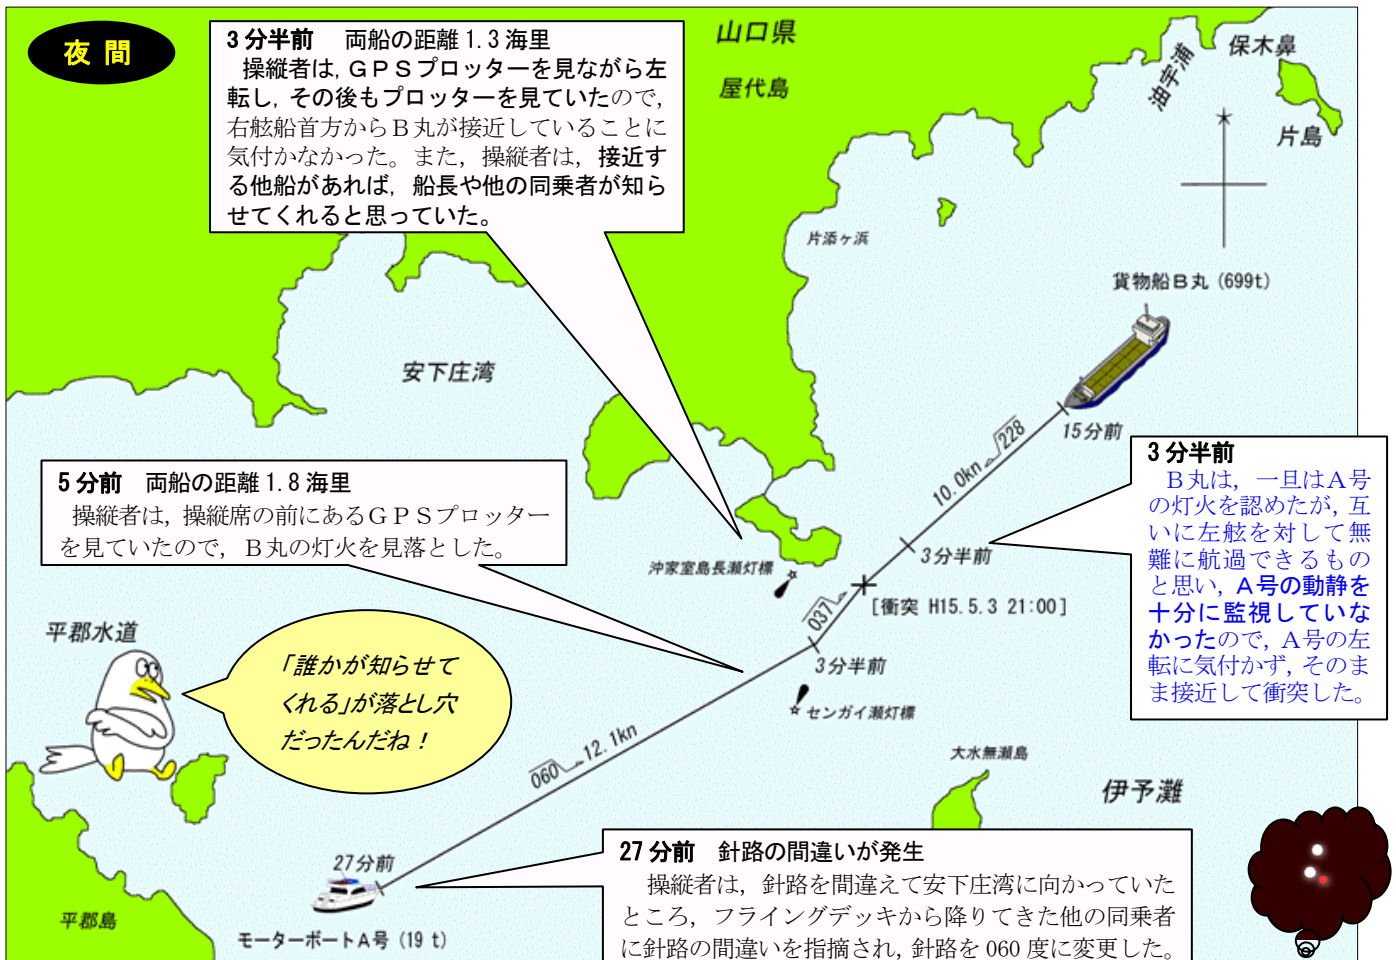 夜 間
3分半前　両船の距離1.3海里
操縦者は，ＧＰＳプロッターを見ながら左
転し，その後もプロッターを見ていたので，
右舷船首方からＢ丸が接近していることに
気付かなかった。また，操縦者は，接近す
る他船があれば，船長や他の同乗者が知ら
せてくれると思っていた。
山口県
屋代島
油宇浦
保木鼻
片島
片添ヶ浜
貨物船Ｂ丸 (699t)
安下庄湾
15分前
228
10.0kn
3分半前
Ｂ丸は，一旦はＡ号
の灯火を認めたが，互
いに左舷を対して無
難に航過できるもの
と思い，Ａ号の動静を
十分に監視していな
かったので，Ａ号の左
転に気付かず，そのま
ま接近して衝突した。
5分前　両船の距離1.8海里
操縦者は，操縦席の前にあるＧＰＳプロッター
を見ていたので，Ｂ丸の灯火を見落とした。
3分半前
沖家室島長瀬灯標
[衝突 H15.5.3 21:00]
037
平郡水道
「誰かが知らせて
くれる」が落とし穴
だったんだね！
3分半前
センガイ瀬灯標
大水無瀬島
伊予灘
060
12.1kn
27分前
平郡島
モーターボートＡ号 (19 t)
27分前　針路の間違いが発生
操縦者は，針路を間違えて安下庄湾に向かっていた
ところ，フライングデッキから降りてきた他の同乗者
に針路の間違いを指摘され，針路を060度に変更した。